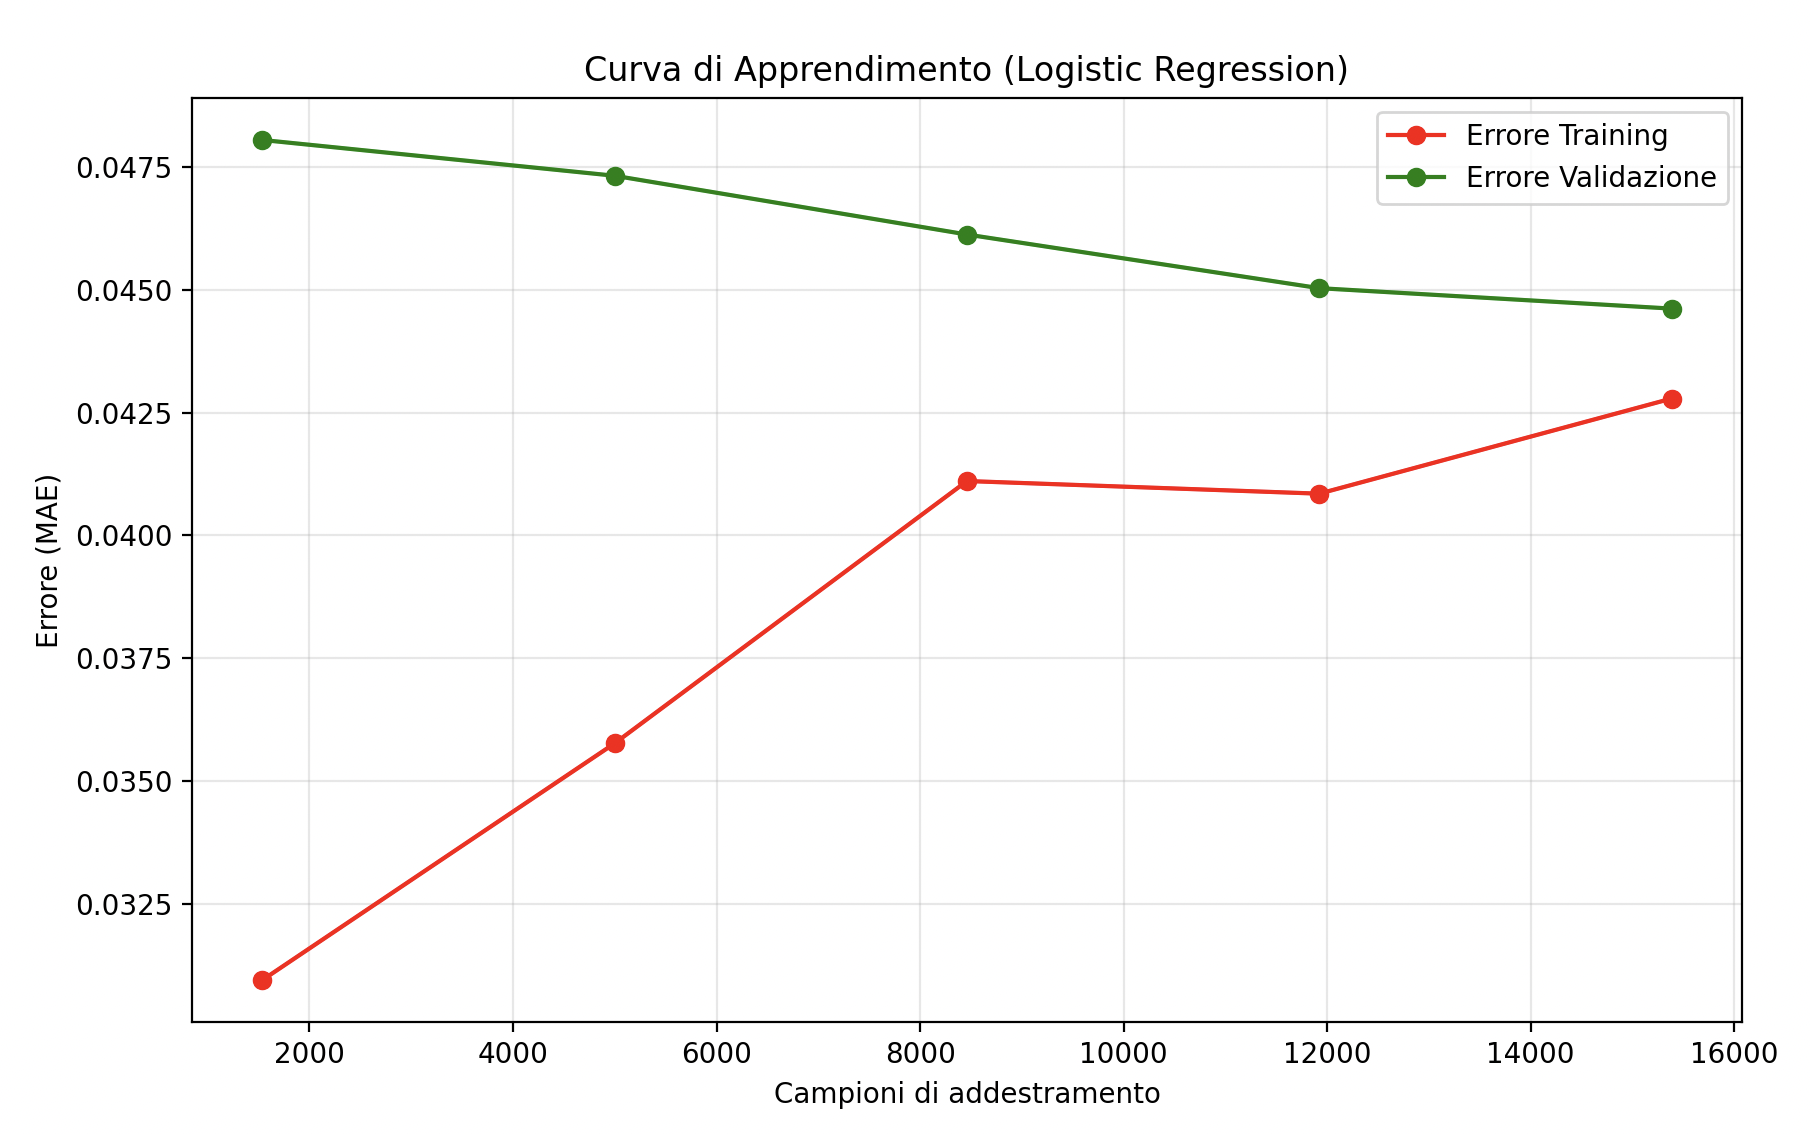 Curva di Apprendimento (Logistic Regression)
Errore Training
Errore Validazione
Errore (MAE)
0.0475
0.0450
0.0425
0.0400
0.0375
0.0350
0.0325
2000 4000 6000 8000 10000 12000 14000 16000
Campioni di addestramento